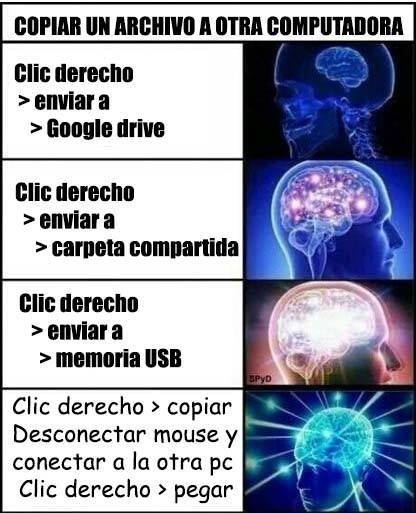 COPIAR UN ARCHIVO A OTRA COMPUTADORA
Clic derecho
> enviar a
> Google drive
Clic derecho
> enviar a
> carpeta compartida
Clic derecho
> enviar a
> memoria USB
SPyD
Clic derecho > copiar
Desconectar mouse y
conectar a la otra pc
Clic derecho > pegar